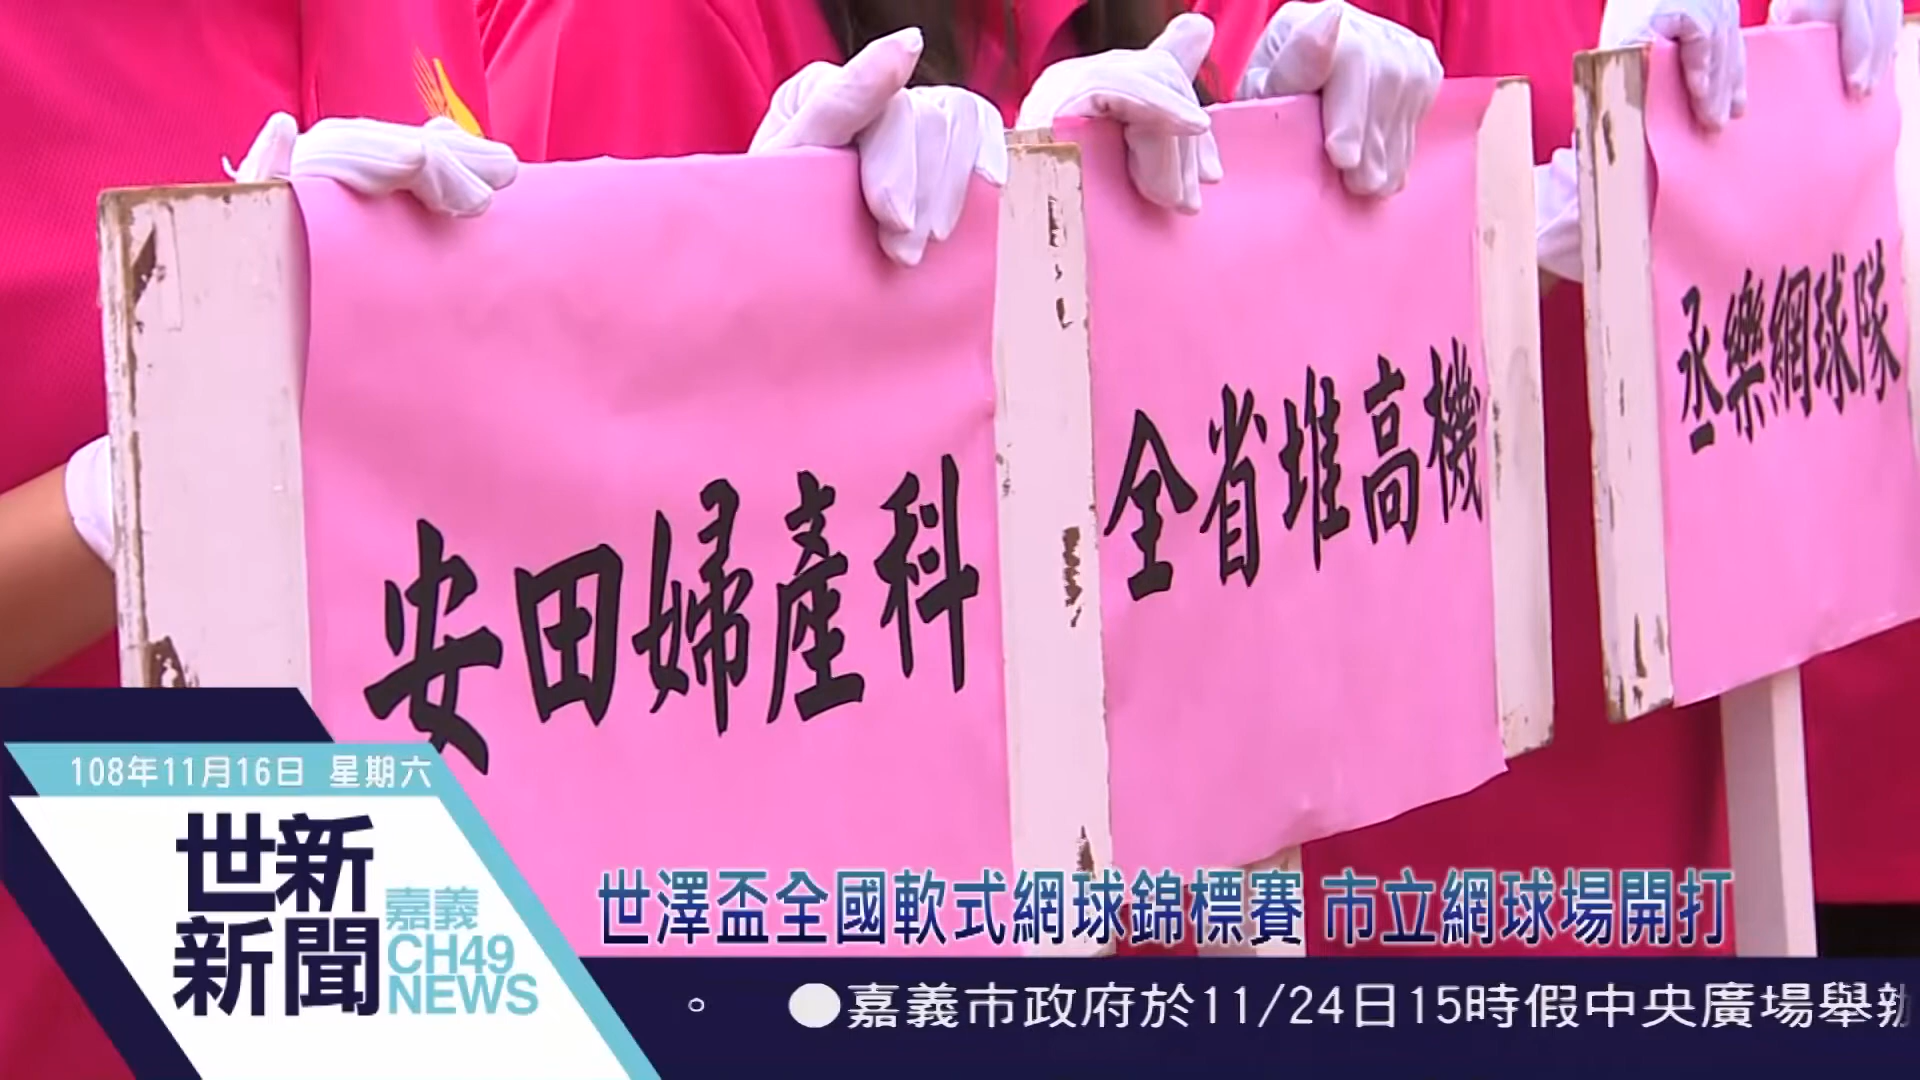 安田婦產科
全省堆高機
丞樂網球隊
108年11月16日 星期六
世新
新聞
嘉義
CH49
NEWS
世澤盃全國軟式網球錦標賽 市立網球場開打
。 ●嘉義市政府於11/24日15時假中央廣場舉辦